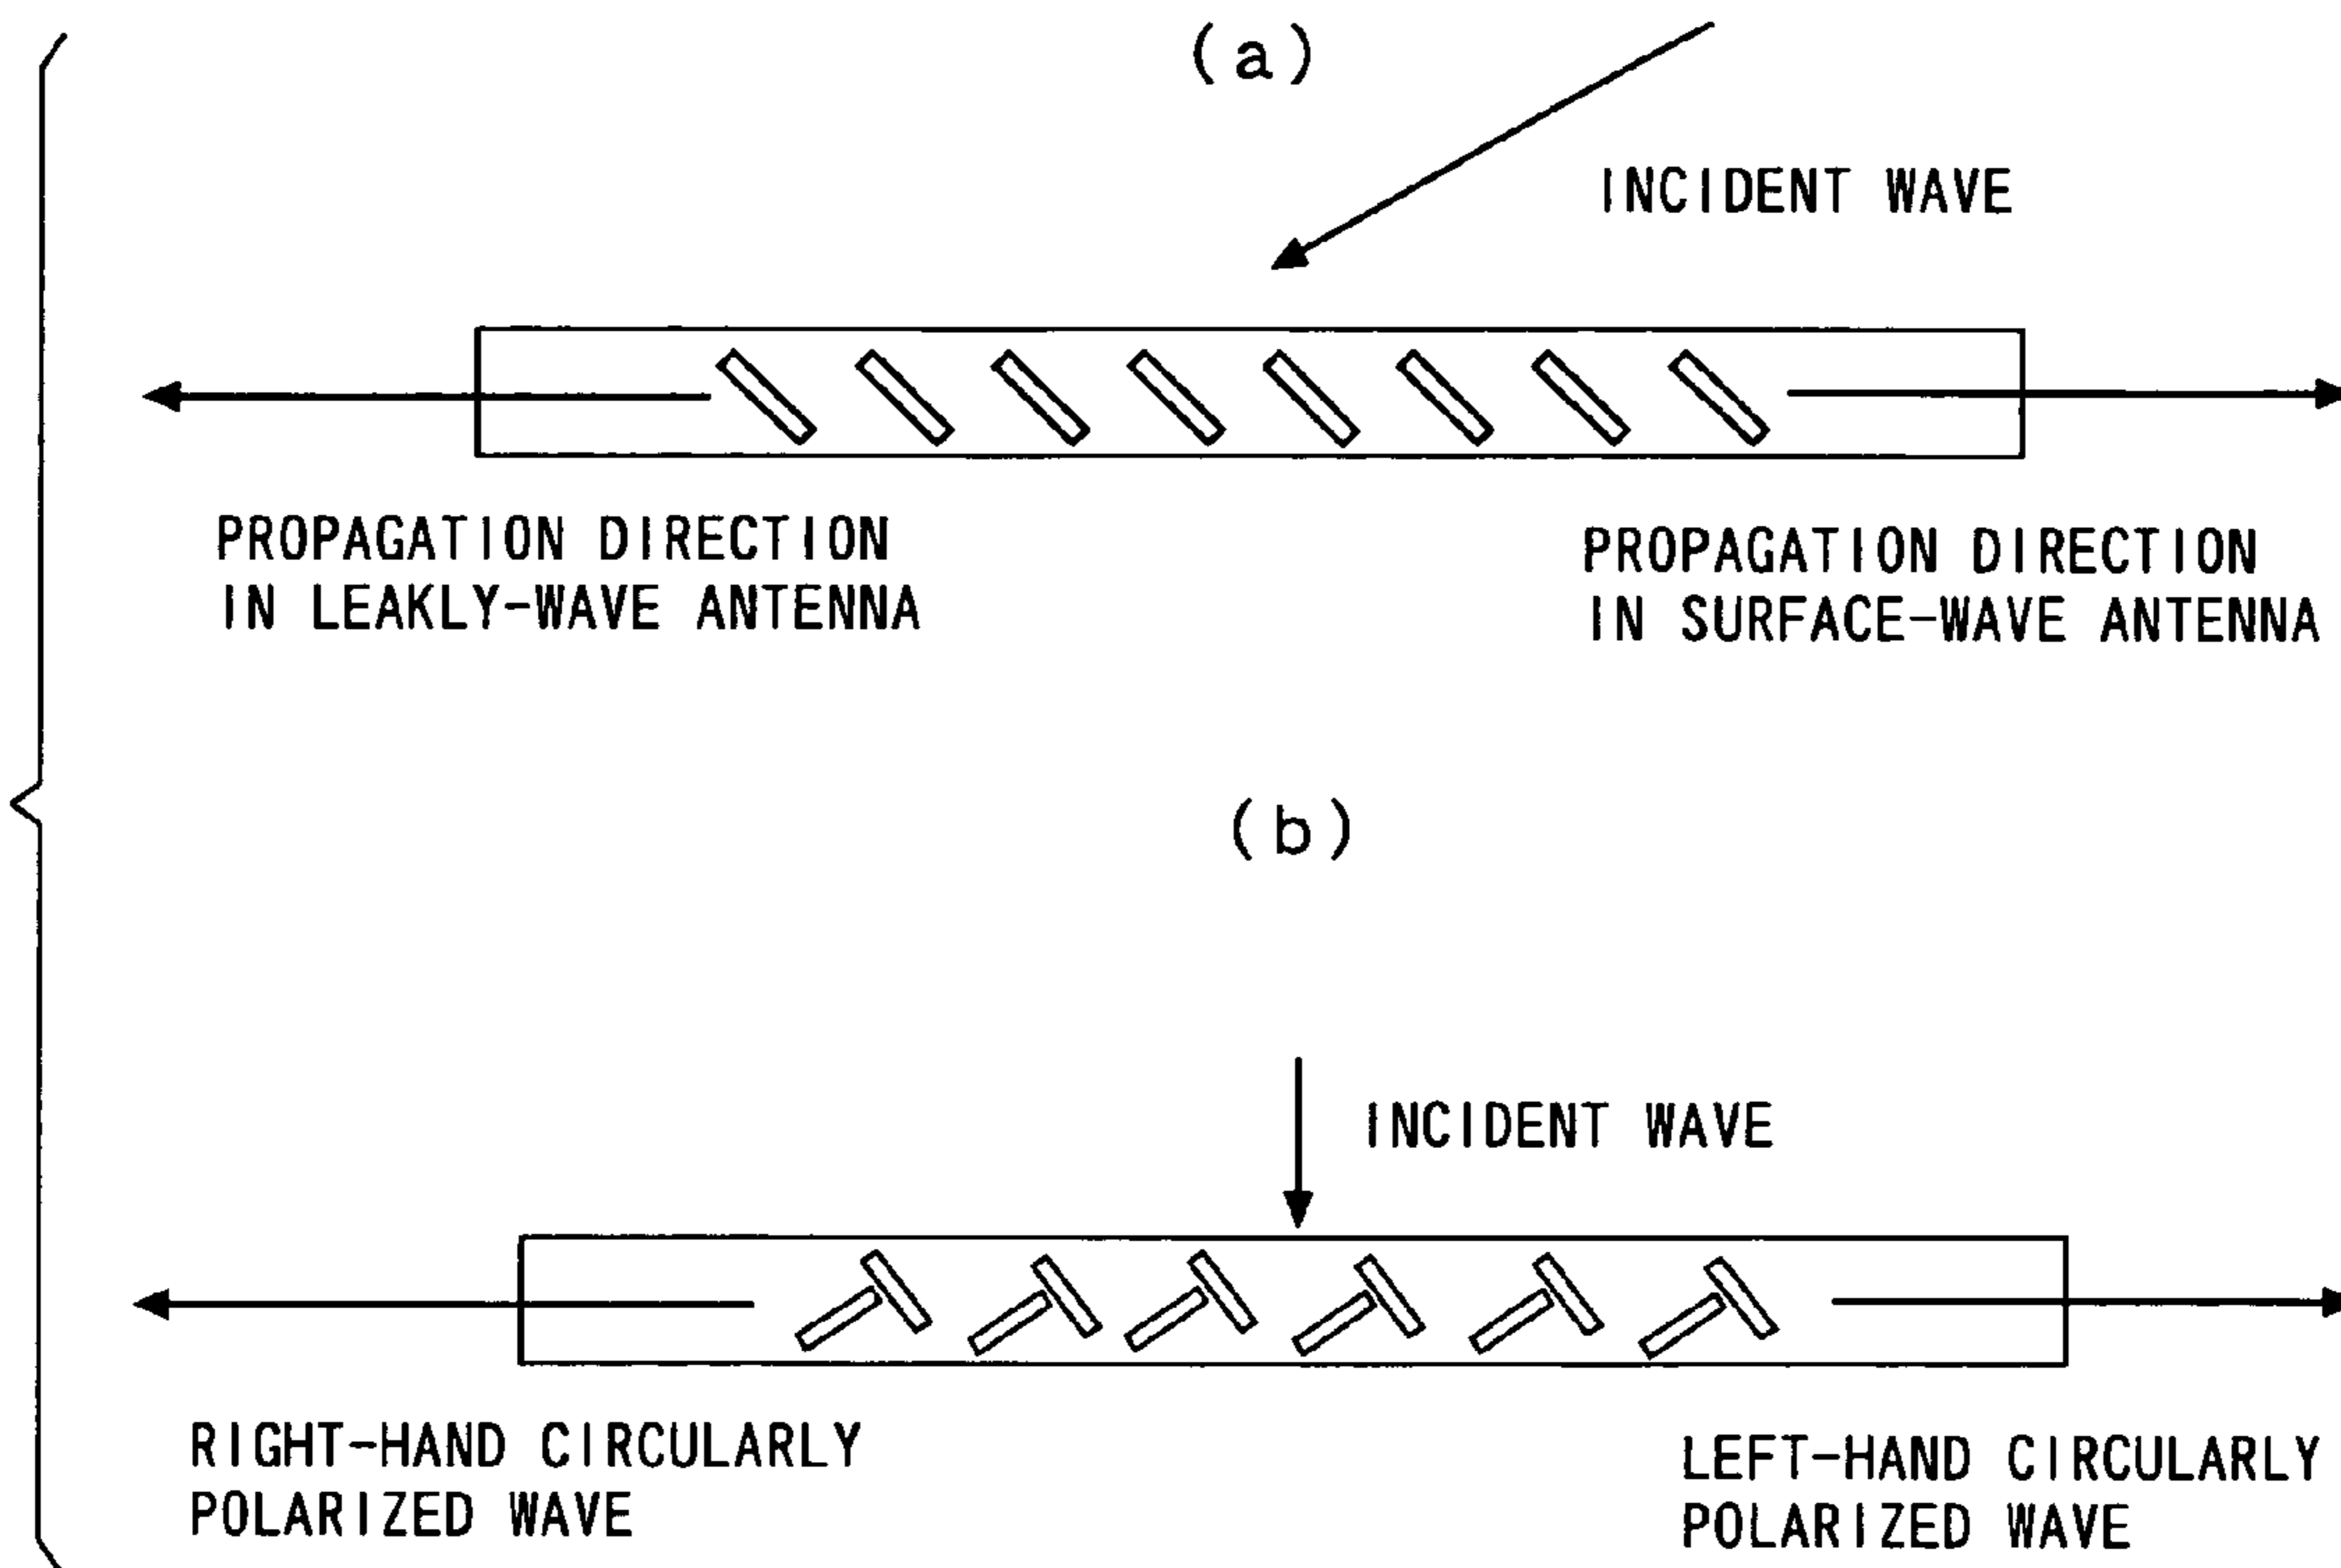 (a)
INCIDENT WAVE
PROPAGATION DIRECTION
IN LEAKLY-WAVE ANTENNA
PROPAGATION DIRECTION
IN SURFACE-WAVE ANTENNA
(b)
INCIDENT WAVE
RIGHT-HAND CIRCULARLY
POLARIZED WAVE
LEFT-HAND CIRCULARLY
POLARIZED WAVE